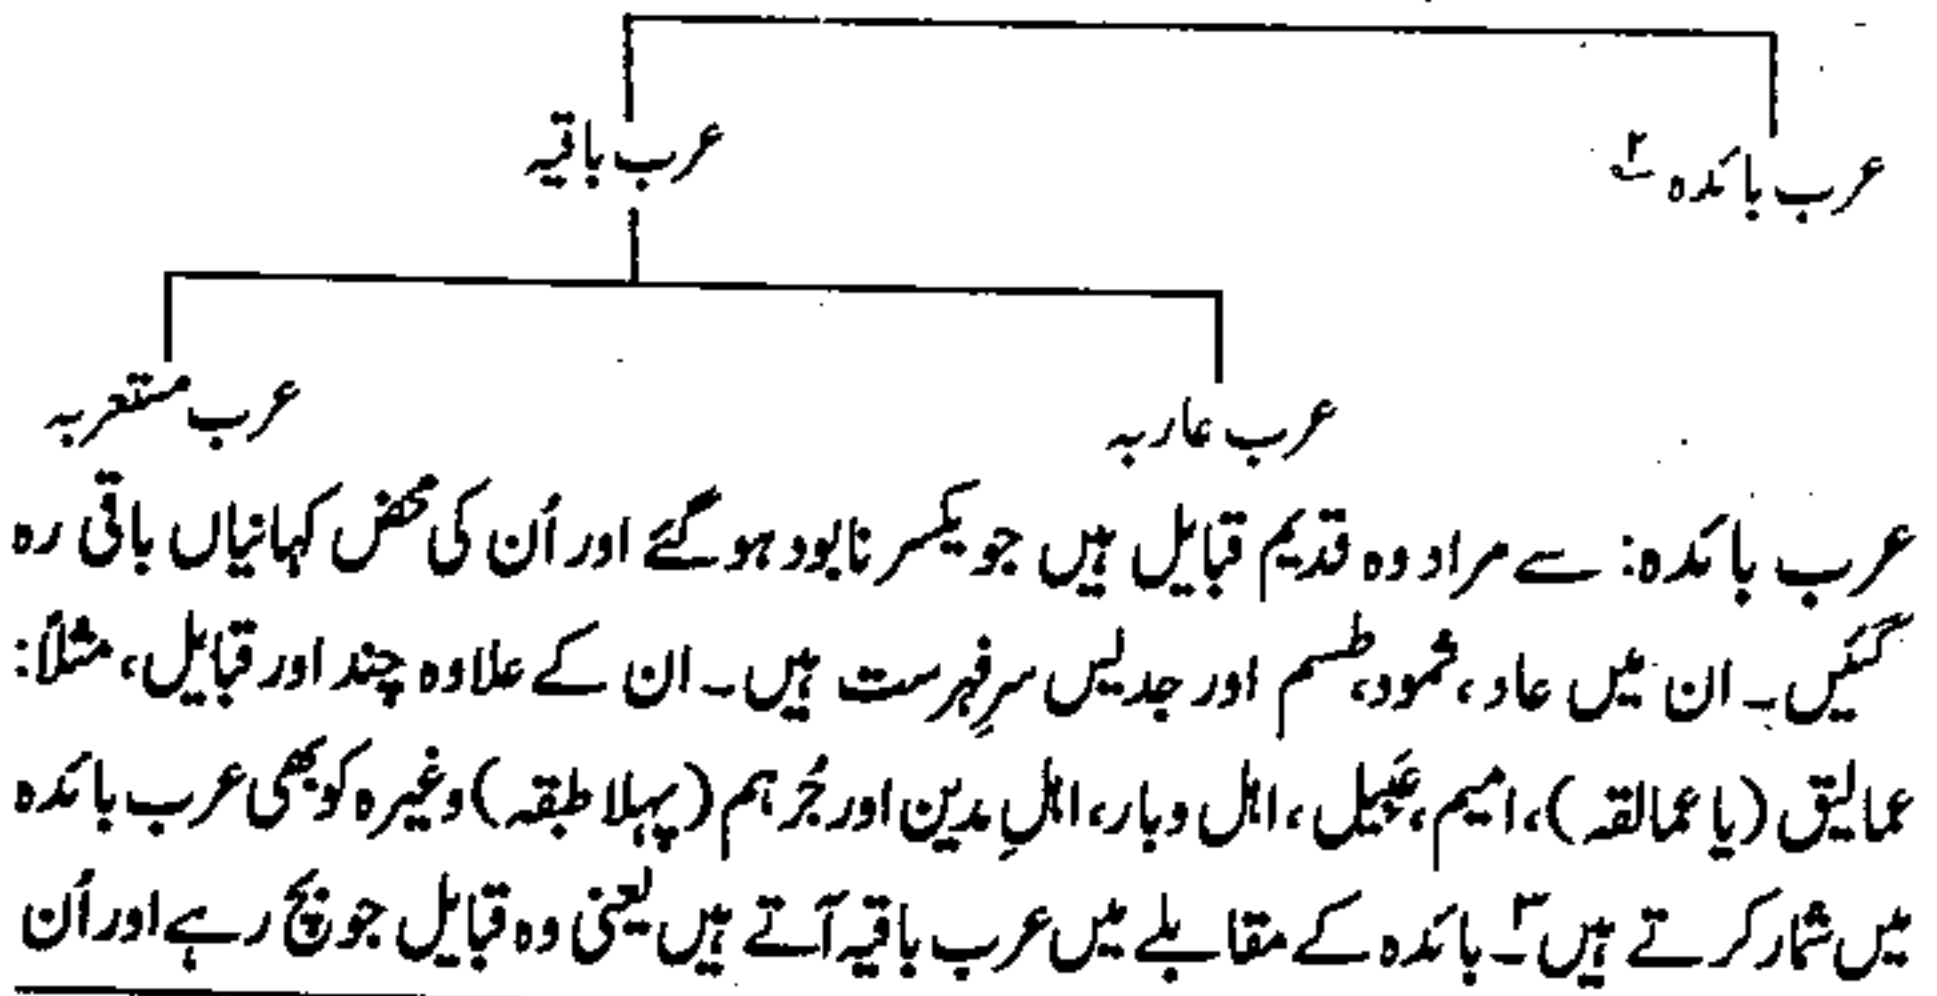 عرب بائدہ ۲؎
عرب باقیہ
عرب عاربہ
عرب مستعربہ
عرب بائدہ: سے مراد وہ قدیم قبایل ہیں جو یکسر نابود ہو گئے اور اُن کی محض کہانیاں باقی رہ
گئیں۔ ان میں عاد، ثمود، طسم اور جدیس سرِفہرست ہیں۔ ان کے علاوہ چند اور قبایل، مثلاً:
عمالیق (یا عمالقہ)، امیم، عَبِیل، اہل وبار، اہلِ مدین اور جُرہم (پہلا طبقہ) وغیرہ کو بھی عرب بائدہ
میں شمار کرتے ہیں۳؎۔ بائدہ کے مقابلے میں عرب باقیہ آتے ہیں یعنی وہ قبایل جو بچ رہے اور اُن